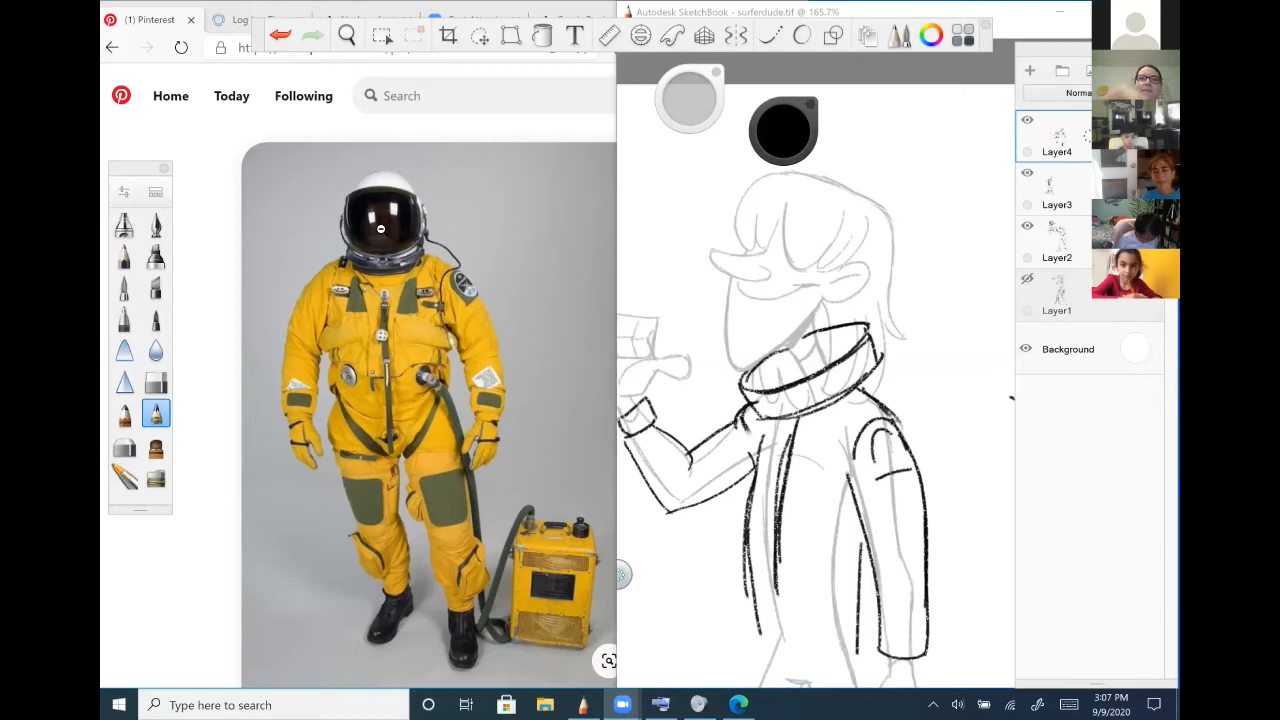 (1) Pinterest
Log
Autodesk SketchBook - surferdude.tif @ 165.7%
Home
Today
Following
Search
Norma
Layer4
Layer3
Layer2
Layer1
Background
Type here to search
3:07 PM
9/9/2020